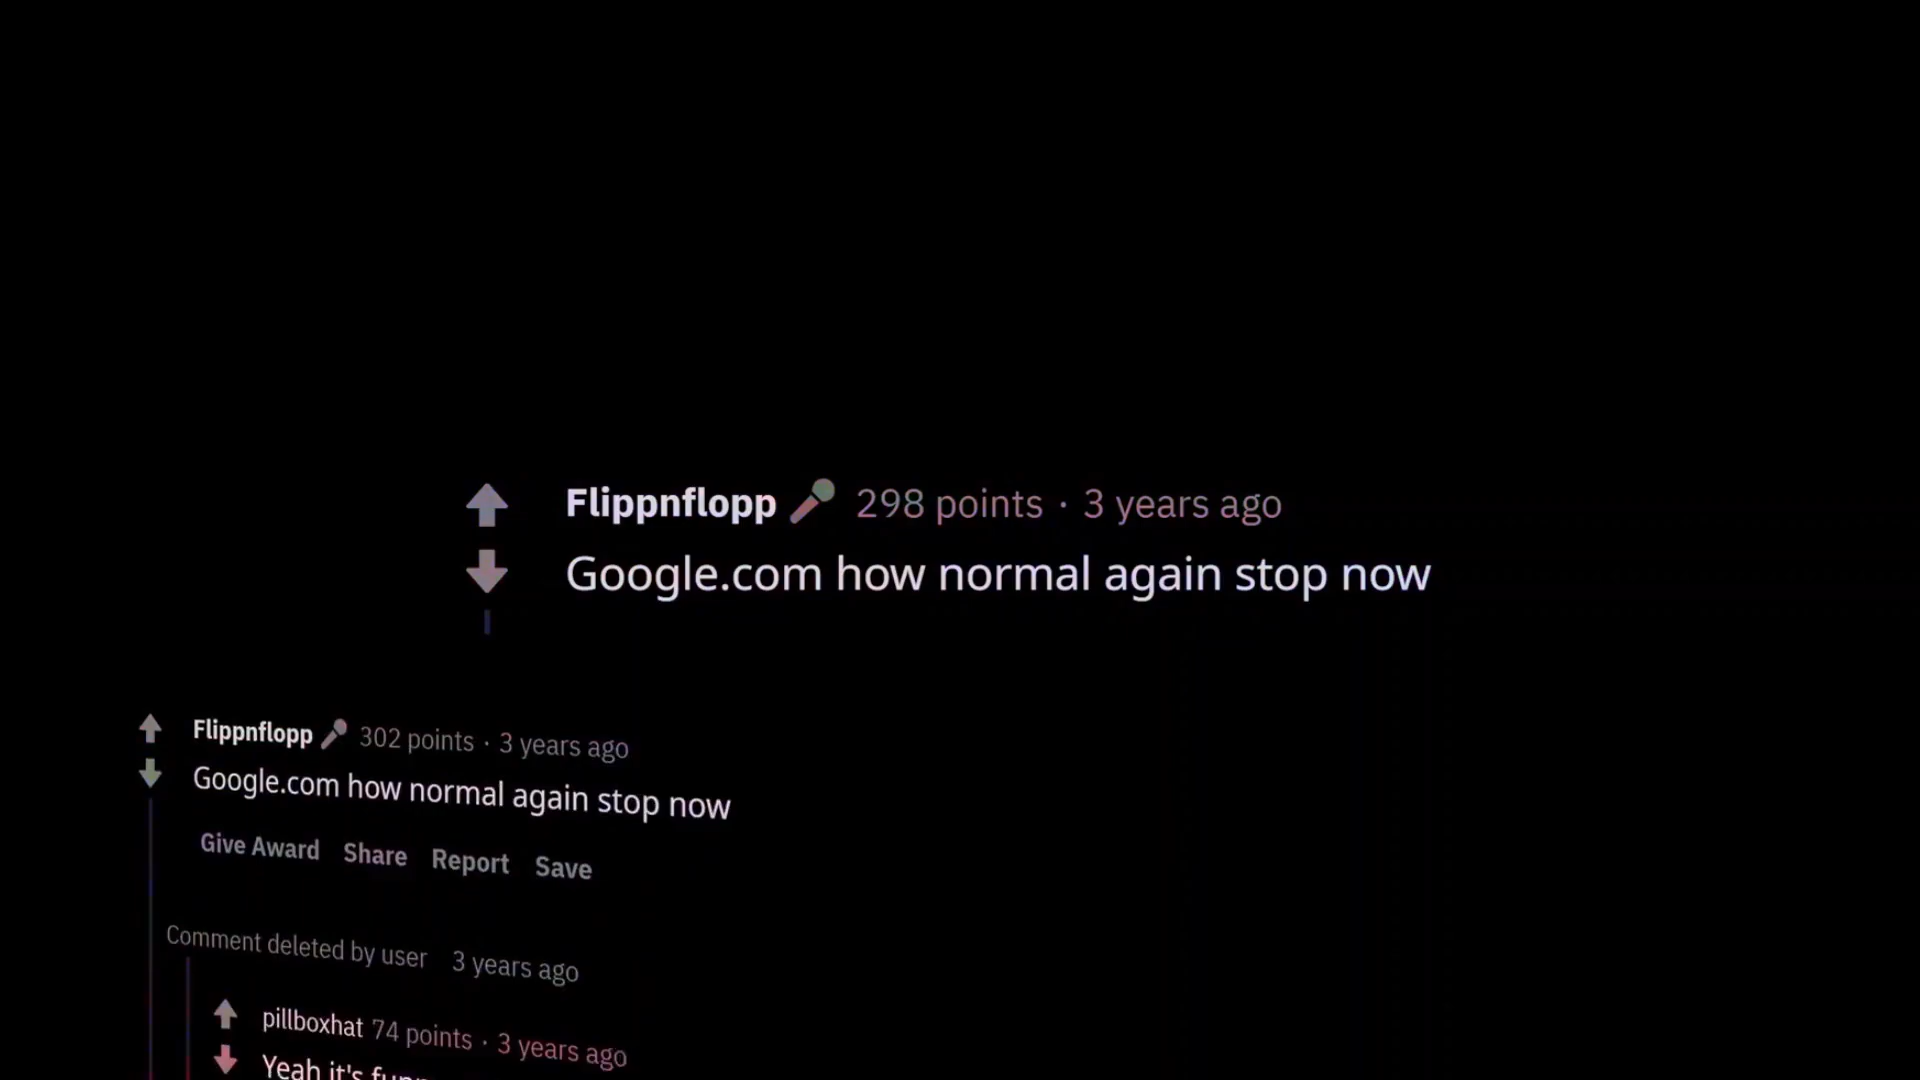 Flippnflopp 🎤 298 points · 3 years ago
Google.com how normal again stop now
Flippnflopp 🎤 302 points · 3 years ago
Google.com how normal again stop now
Give Award Share Report Save
Comment deleted by user 3 years ago
pillboxhat 74 points · 3 years ago
Yeah it's